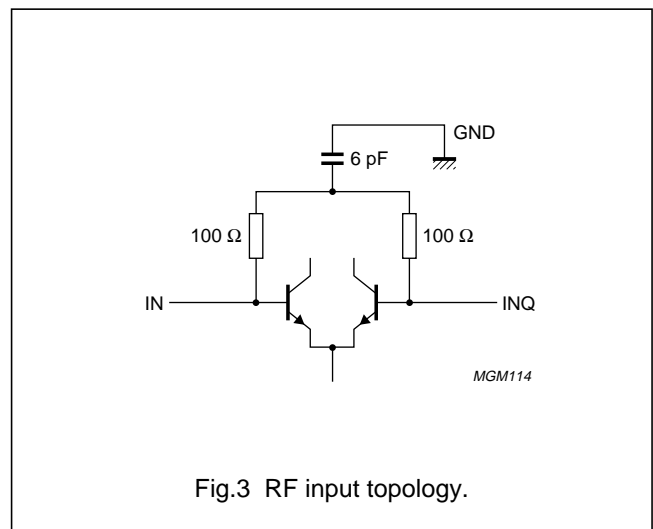 GND
6 pF
100 Ω
100 Ω
IN
INQ
MGM114
Fig.3 RF input topology.